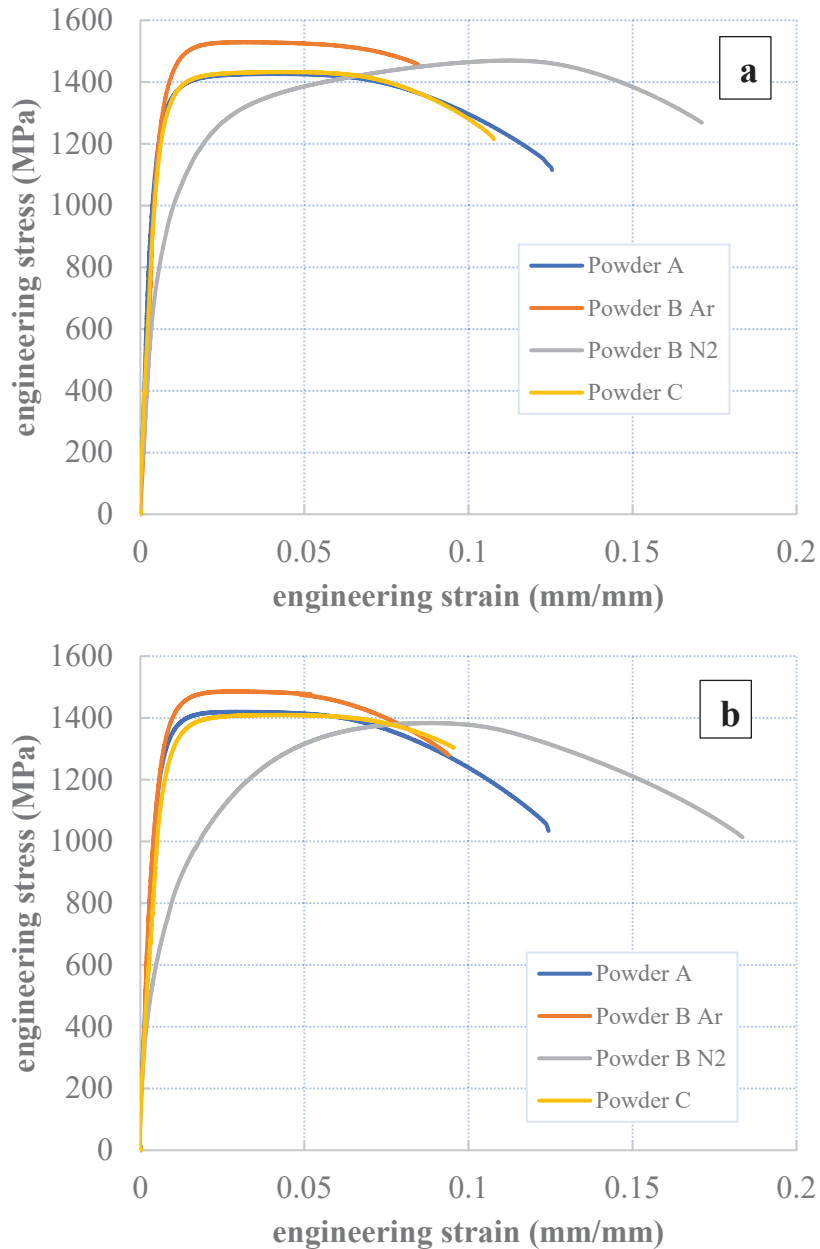 1600
1400
1200
1000
800
600
400
200
0
engineering stress (MPa)
a
Powder A
Powder B Ar
Powder B N2
Powder C
0 0.05 0.1 0.15 0.2
engineering strain (mm/mm)
1600
1400
1200
1000
800
600
400
200
0
engineering stress (MPa)
b
Powder A
Powder B Ar
Powder B N2
Powder C
0 0.05 0.1 0.15 0.2
engineering strain (mm/mm)